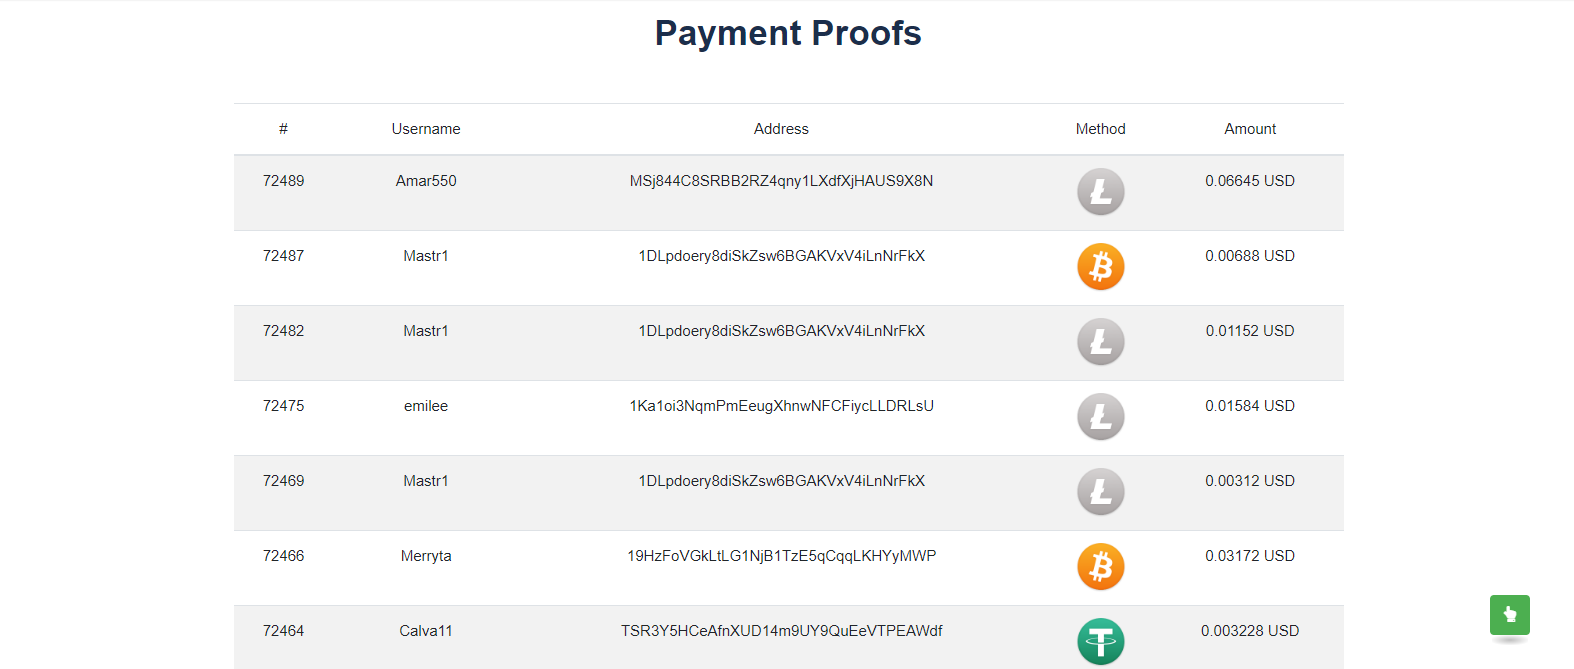 Payment Proofs
# Username Address Method Amount
72489 Amar550 MSj844C8SRBB2RZ4qny1LXdfXjHAUS9X8N 0.06645 USD
72487 Mastr1 1DLpdoery8diSkZsw6BGAKVxV4iLnNrFkX 0.00688 USD
72482 Mastr1 1DLpdoery8diSkZsw6BGAKVxV4iLnNrFkX 0.01152 USD
72475 emilee 1Ka1oi3NqmPmEeugXhnwNFCFiycLLDRLsU 0.01584 USD
72469 Mastr1 1DLpdoery8diSkZsw6BGAKVxV4iLnNrFkX 0.00312 USD
72466 Merryta 19HzFoVGkLtLG1NjB1TzE5qCqqLKHYyMWP 0.03172 USD
72464 Calva11 TSR3Y5HCeAfnXUD14m9UY9QuEeVTPEAWdf 0.003228 USD